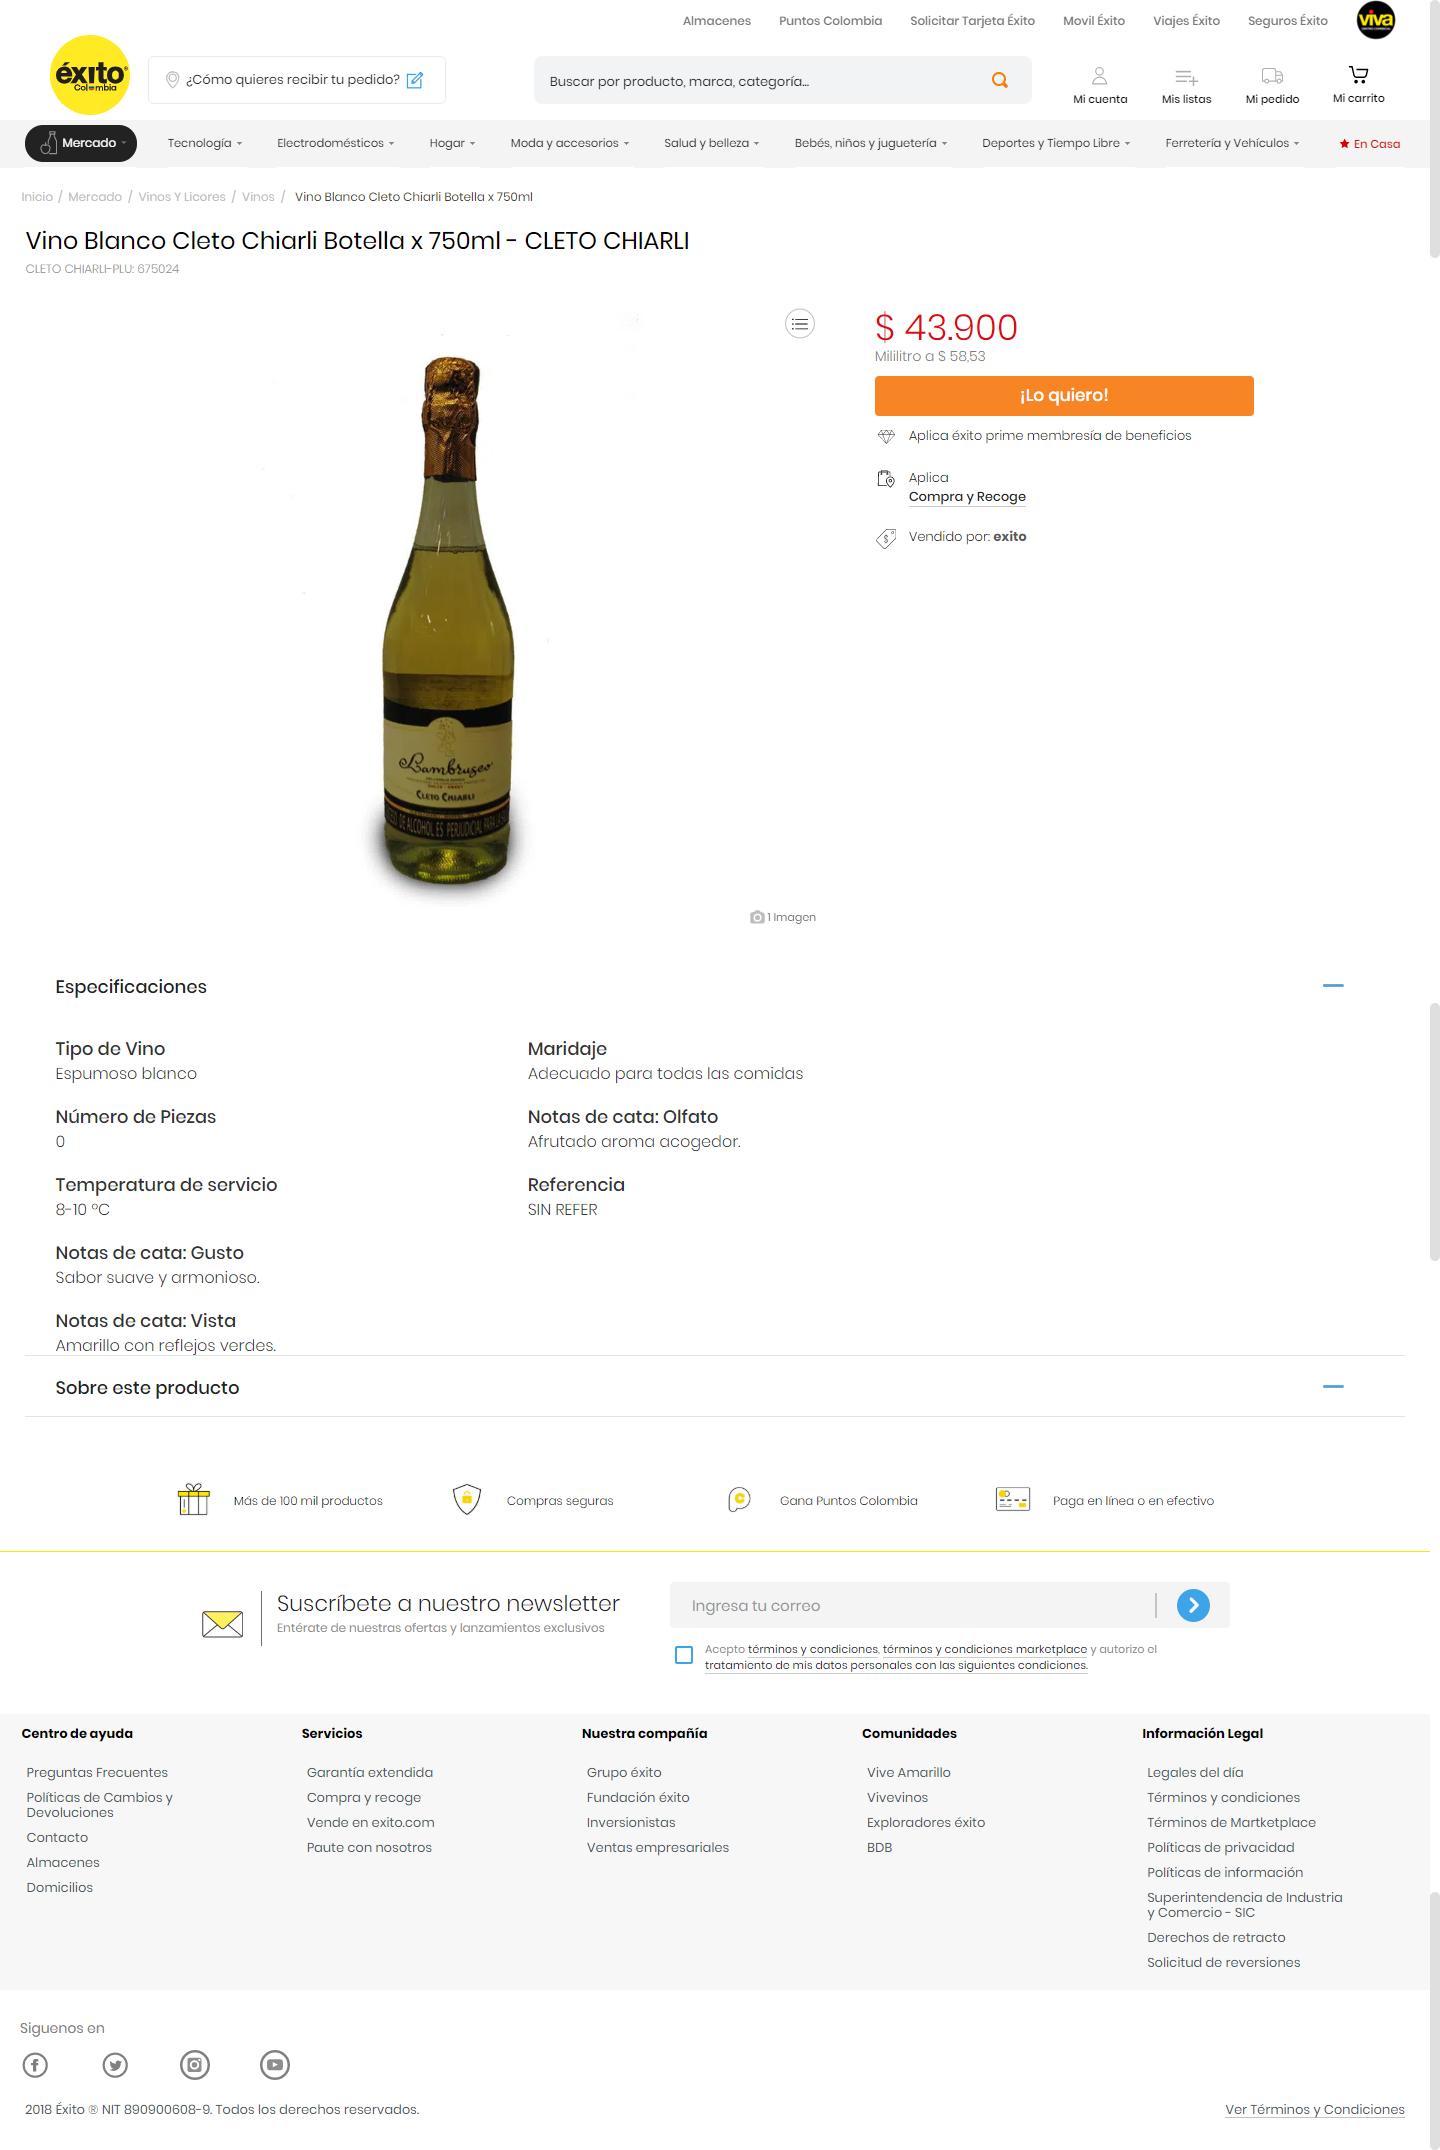 Almacenes Puntos Colombia Solicitar Tarjeta Éxito Movil Éxito Viajes Éxito Seguros Éxito viva
éxito
Colombia
¿Cómo quieres recibir tu pedido?
Buscar por producto, marca, categoría...
Mi cuenta Mis listas Mi pedido Mi carrito
Mercado Tecnología Electrodomésticos Hogar Moda y accesorios Salud y belleza Bebés, niños y juguetería Deportes y Tiempo Libre Ferretería y Vehículos En Casa
Inicio / Mercado / Vinos Y Licores / Vinos / Vino Blanco Cleto Chiarli Botella x 750ml
Vino Blanco Cleto Chiarli Botella x 750ml - CLETO CHIARLI
CLETO CHIARLI-PLU: 675024
$ 43.900
Mililitro a $ 58,53
¡Lo quiero!
Aplica éxito prime membresía de beneficios
Aplica
Compra y Recoge
Vendido por: exito
Lambrusco
CLETO CHIARLI
DE ALCOHOL ES PERJUDICIAL PARA LA
1 Imagen
Especificaciones
Tipo de Vino
Espumoso blanco
Maridaje
Adecuado para todas las comidas
Número de Piezas
0
Notas de cata: Olfato
Afrutado aroma acogedor.
Temperatura de servicio
8-10 °C
Referencia
SIN REFER
Notas de cata: Gusto
Sabor suave y armonioso.
Notas de cata: Vista
Amarillo con reflejos verdes.
Sobre este producto
Más de 100 mil productos Compras seguras Gana Puntos Colombia Paga en línea o en efectivo
Suscríbete a nuestro newsletter
Entérate de nuestras ofertas y lanzamientos exclusivos
Ingresa tu correo
Acepto términos y condiciones, términos y condiciones marketplace y autorizo el
tratamiento de mis datos personales con las siguientes condiciones.
Centro de ayuda
Preguntas Frecuentes
Políticas de Cambios y
Devoluciones
Contacto
Almacenes
Domicilios
Servicios
Garantía extendida
Compra y recoge
Vende en exito.com
Paute con nosotros
Nuestra compañía
Grupo éxito
Fundación éxito
Inversionistas
Ventas empresariales
Comunidades
Vive Amarillo
Vivevinos
Exploradores éxito
BDB
Información Legal
Legales del día
Términos y condiciones
Términos de Martketplace
Políticas de privacidad
Políticas de información
Superintendencia de Industria
y Comercio - SIC
Derechos de retracto
Solicitud de reversiones
Siguenos en
2018 Éxito ® NIT 890900608-9. Todos los derechos reservados.
Ver Términos y Condiciones